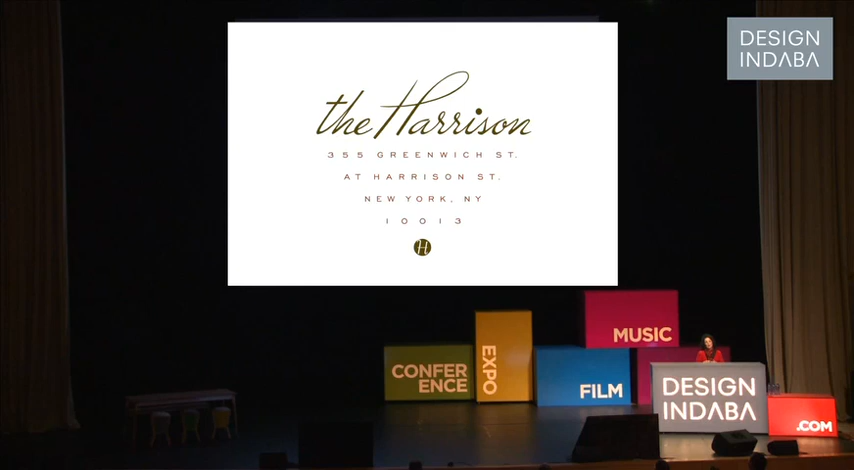 DESIGN
INDABA
the Harrison
355 GREENWICH ST.
AT HARRISON ST.
NEW YORK, NY
10013
H
MUSIC
CONFER
ENCE
EXPO
FILM
DESIGN
INDABA
.COM